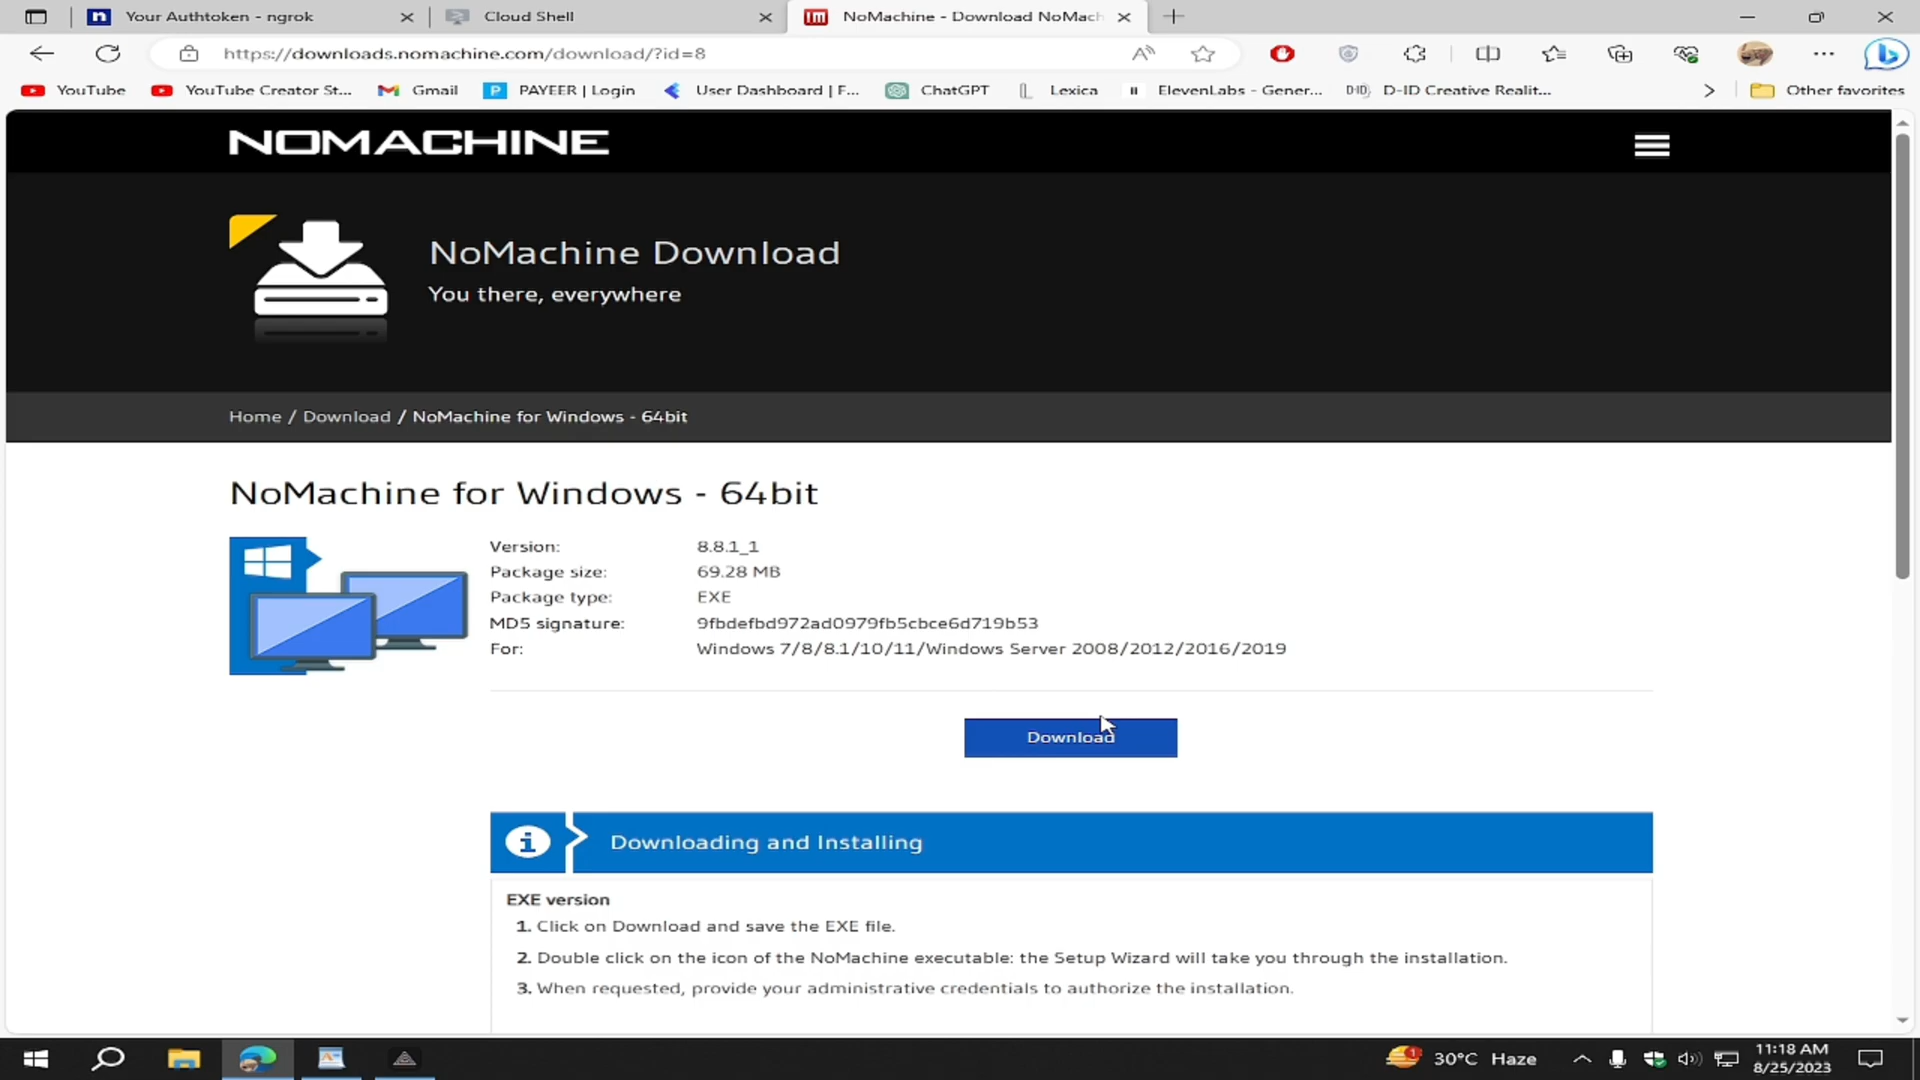 Your Authtoken - ngrok
Cloud Shell
NoMachine - Download NoMach
https://downloads.nomachine.com/download/?id=8
YouTube
YouTube Creator St...
Gmail
PAYEER | Login
User Dashboard | F...
ChatGPT
Lexica
ElevenLabs - Gener...
D-ID Creative Realit...
Other favorites
NOMACHINE
NoMachine Download
You there, everywhere
Home / Download / NoMachine for Windows - 64bit
NoMachine for Windows - 64bit
Version: 8.8.1_1
Package size: 69.28 MB
Package type: EXE
MD5 signature: 9fbdefbd972ad0979fb5cbce6d719b53
For: Windows 7/8/8.1/10/11/Windows Server 2008/2012/2016/2019
Download
Downloading and Installing
EXE version
1. Click on Download and save the EXE file.
2. Double click on the icon of the NoMachine executable: the Setup Wizard will take you through the installation.
3. When requested, provide your administrative credentials to authorize the installation.
30°C Haze
11:18 AM
8/25/2023